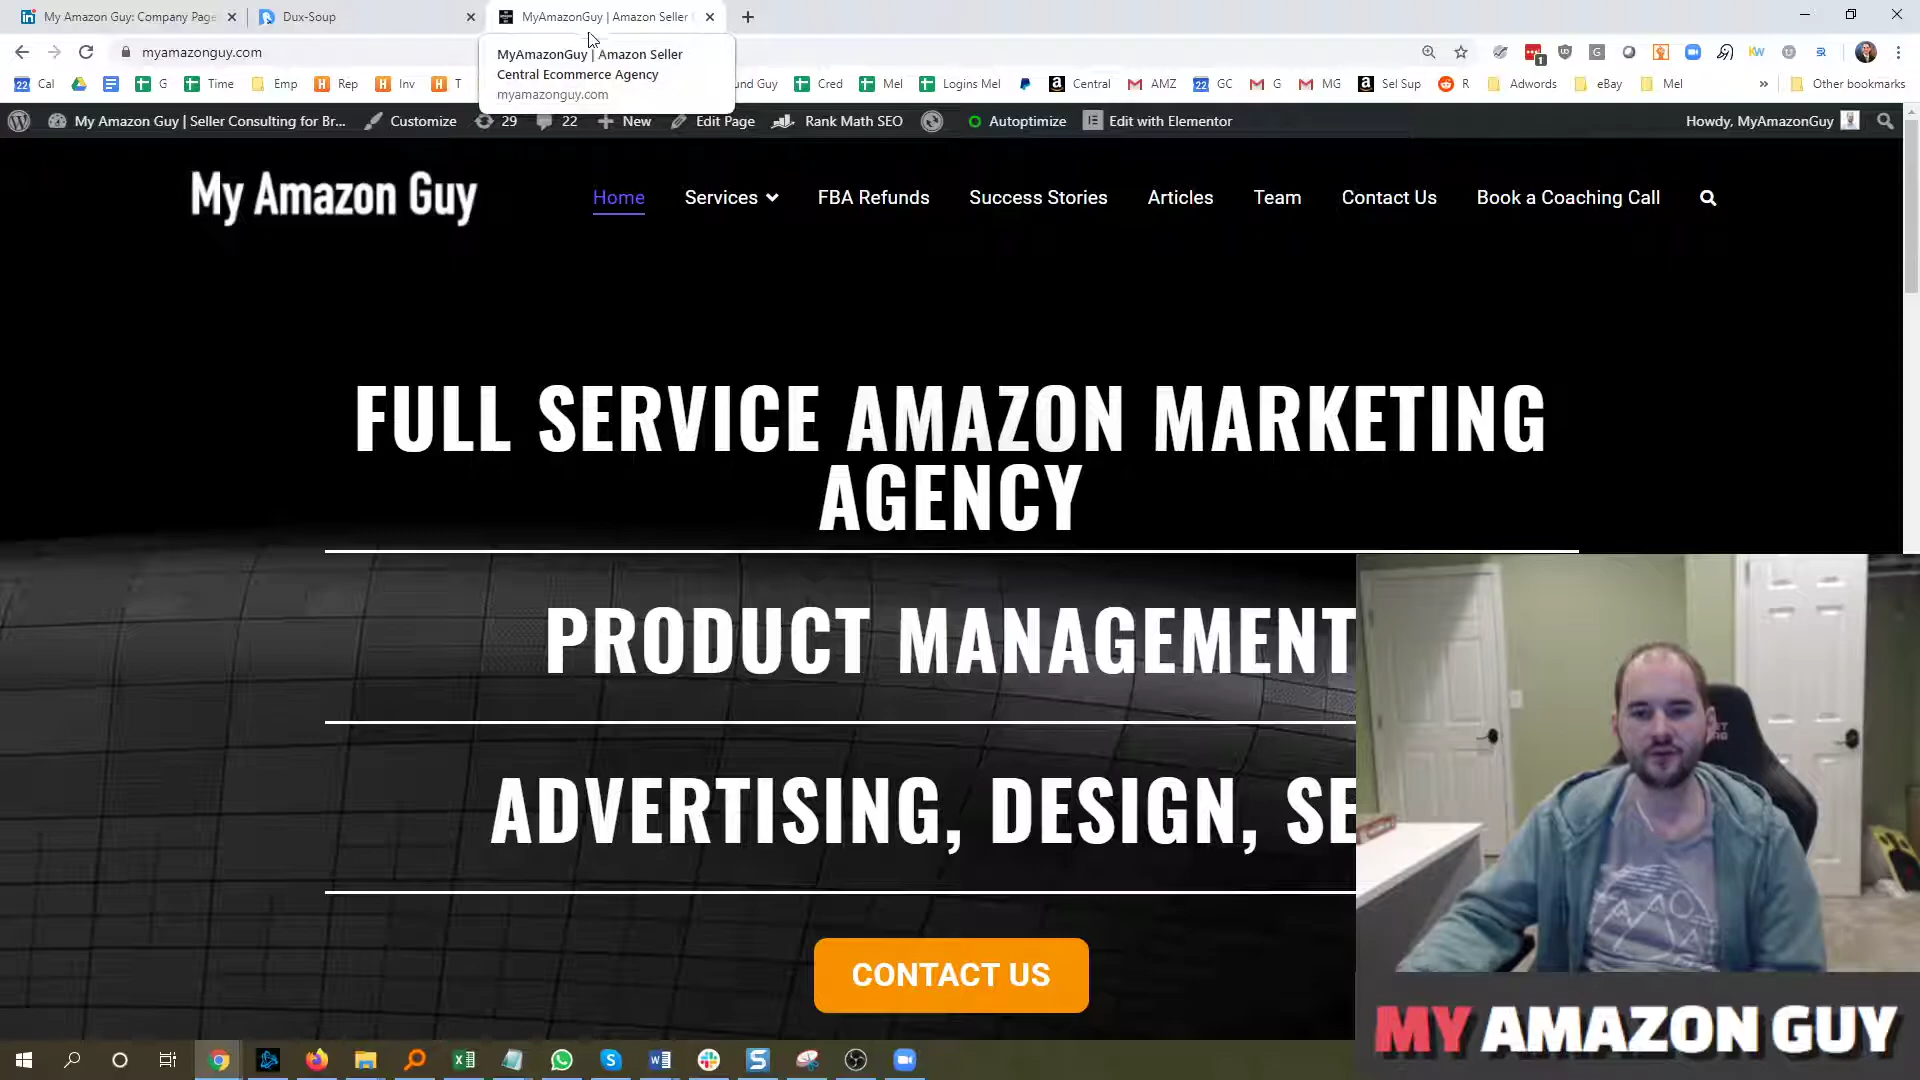 My Amazon Guy: Company Page
Dux-Soup
MyAmazonGuy | Amazon Seller
myamazonguy.com
MyAmazonGuy | Amazon Seller
Central Ecommerce Agency
myamazonguy.com
Cal
G
Time
Emp
Rep
Inv
T
und Guy
Cred
Mel
Logins Mel
Central
AMZ
GC
G
MG
Sel Sup
R
Adwords
eBay
Mel
Other bookmarks
My Amazon Guy | Seller Consulting for Br...
Customize
29
22
New
Edit Page
Rank Math SEO
Autoptimize
Edit with Elementor
Howdy, MyAmazonGuy
My Amazon Guy
Home
Services
FBA Refunds
Success Stories
Articles
Team
Contact Us
Book a Coaching Call
FULL SERVICE AMAZON MARKETING
AGENCY
PRODUCT MANAGEMENT
ADVERTISING, DESIGN, SE
CONTACT US
MY AMAZON GUY